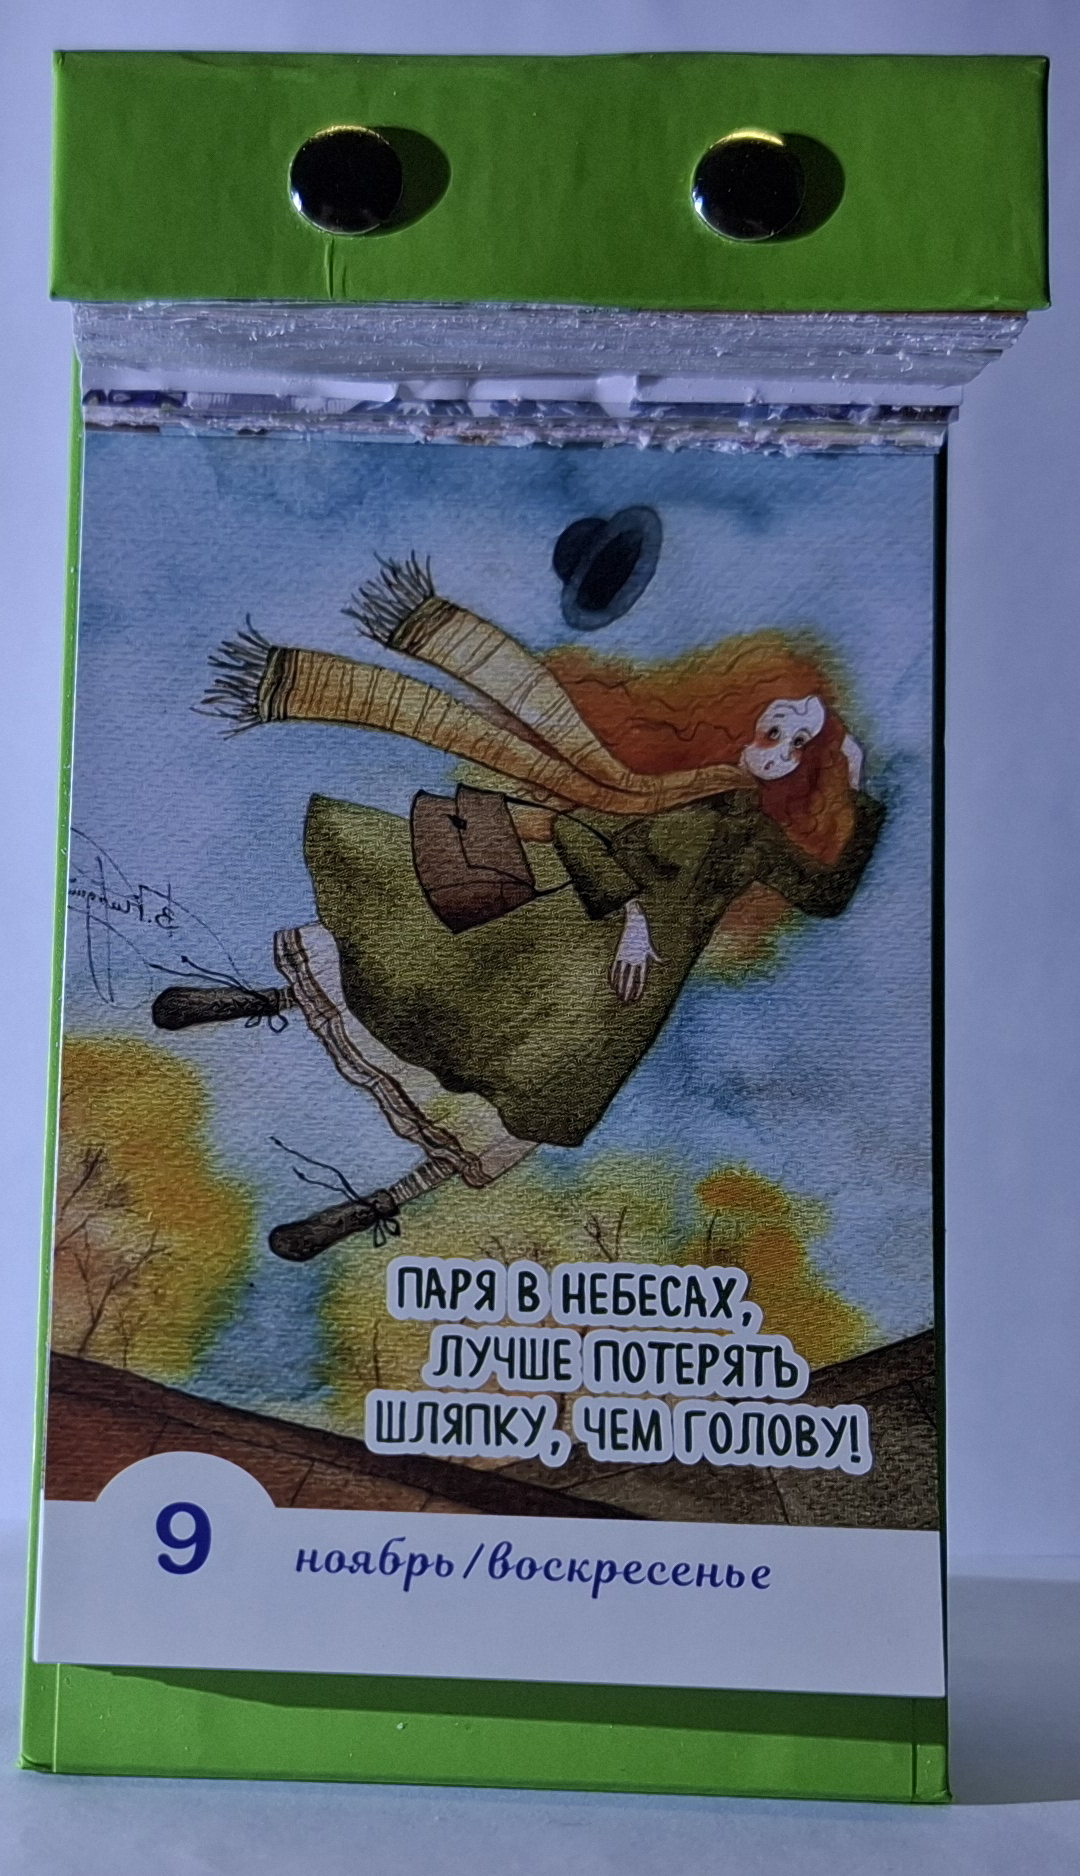 ПАРЯ В НЕБЕСАХ,
ЛУЧШЕ ПОТЕРЯТЬ
ШЛЯПКУ, ЧЕМ ГОЛОВУ!
9
ноябрь/воскресенье